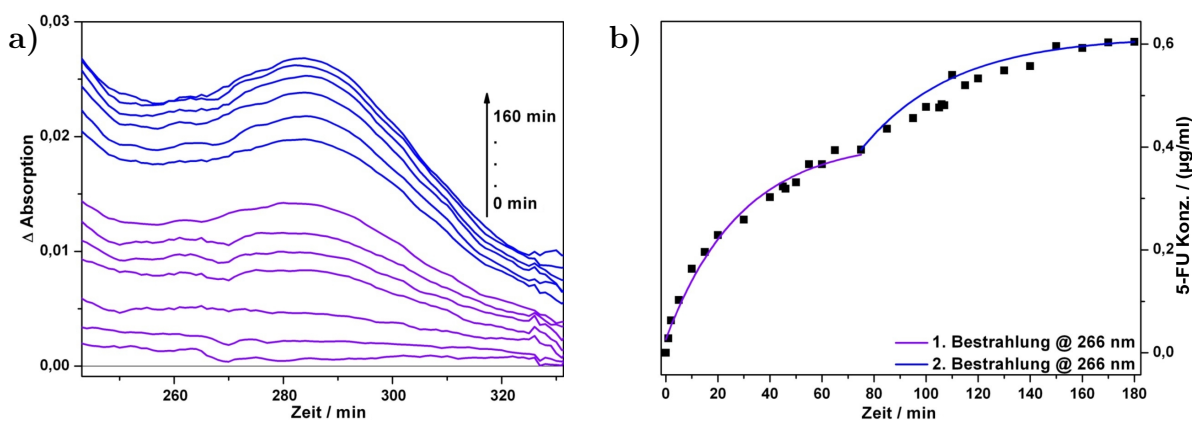 a)
0,03
0,02
0,01
0,00
Δ Absorption
160 min
.
.
.
0 min
260
280
300
320
Zeit / min
b)
0,6
0,4
0,2
0,0
5-FU Konz. / (µg/ml)
1. Bestrahlung @ 266 nm
2. Bestrahlung @ 266 nm
0
20
40
60
80
100
120
140
160
180
Zeit / min